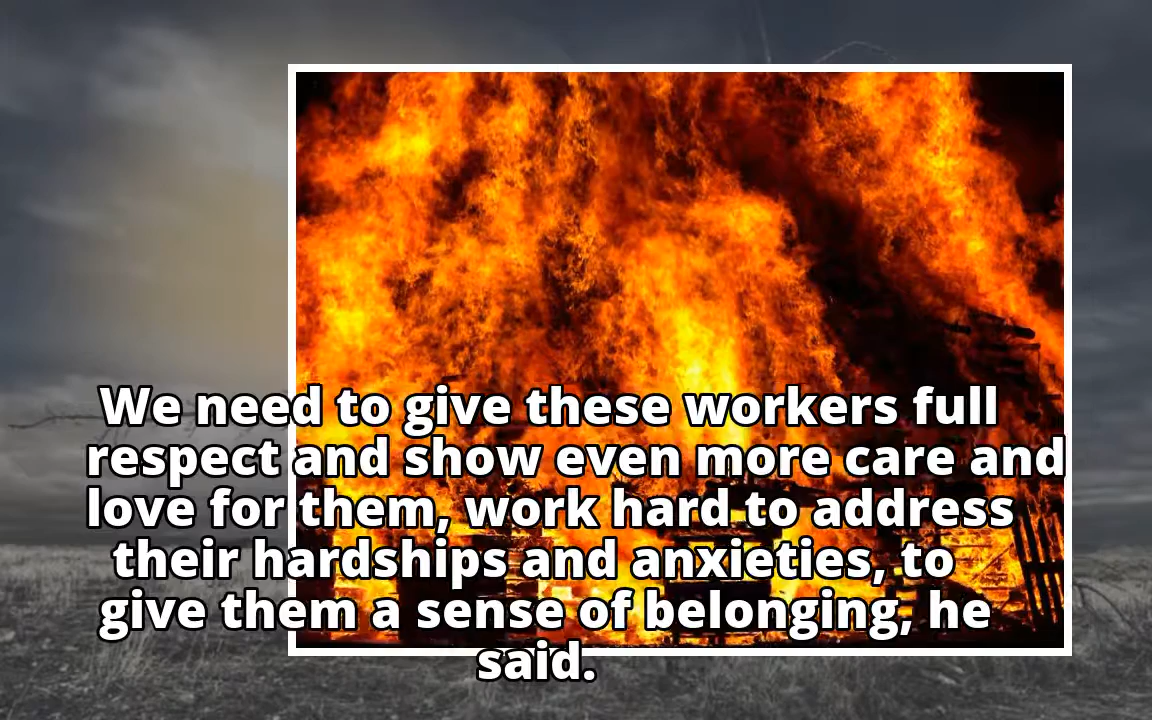 We need to give these workers full
respect and show even more care and
love for them, work hard to address
their hardships and anxieties, to
give them a sense of belonging, he
said.